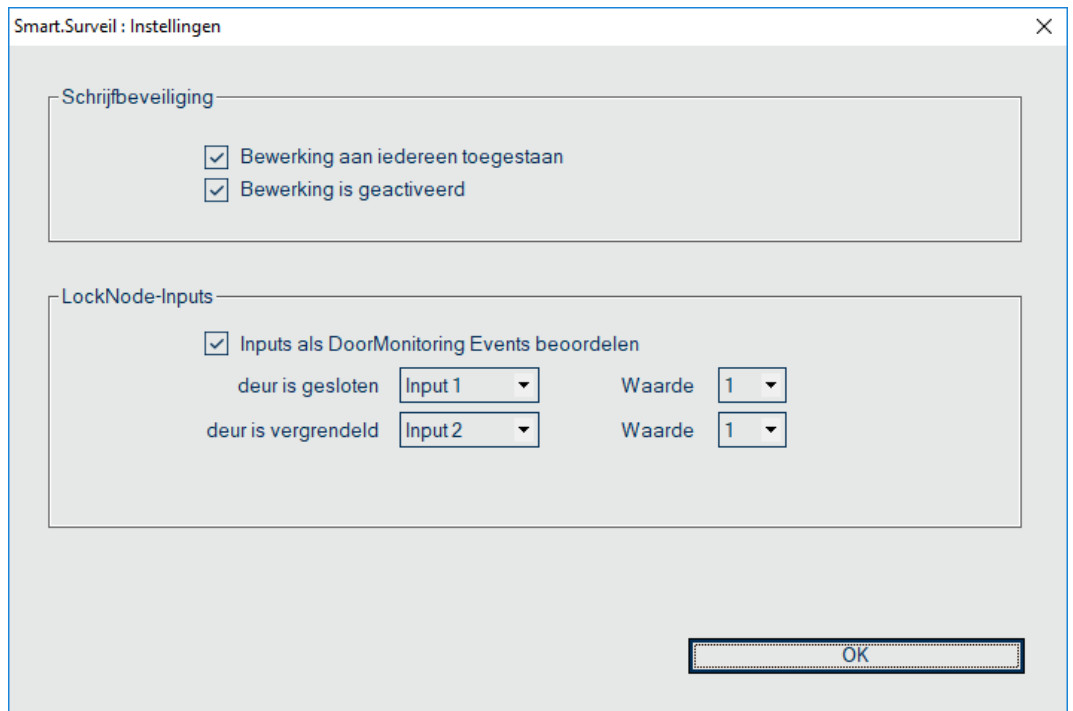 Smart.Surveil : Instellingen
Schrijfbeveiliging
Bewerking aan iedereen toegestaan
Bewerking is geactiveerd
LockNode-Inputs
Inputs als DoorMonitoring Events beoordelen
deur is gesloten Input 1 Waarde 1
deur is vergrendeld Input 2 Waarde 1
OK